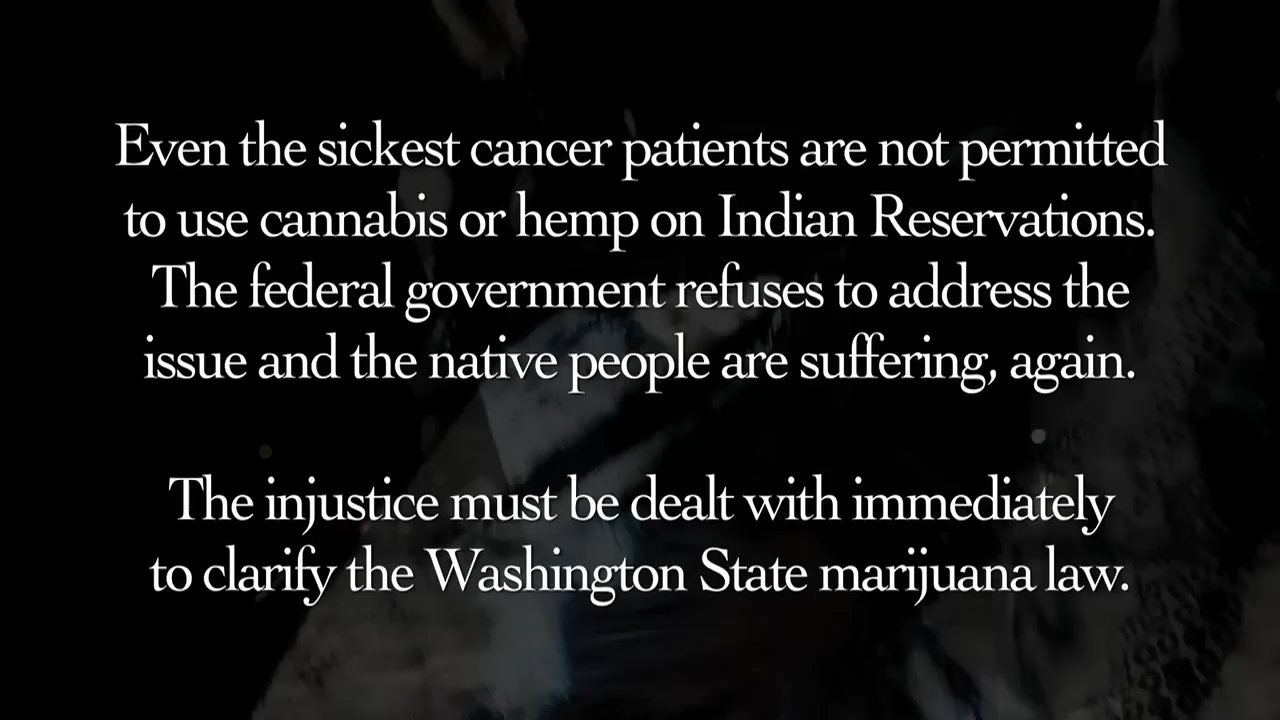 Even the sickest cancer patients are not permitted
to use cannabis or hemp on Indian Reservations.
The federal government refuses to address the
issue and the native people are suffering, again.
The injustice must be dealt with immediately
to clarify the Washington State marijuana law.